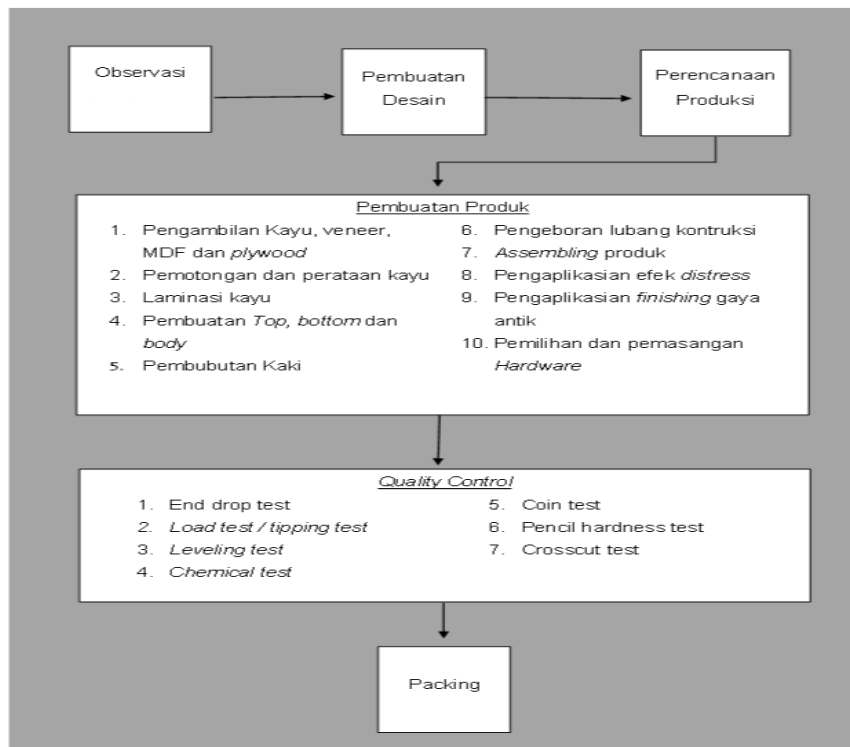 Observasi
Pembuatan
Desain
Perencanaan
Produksi
Pembuatan Produk
1. Pengambilan Kayu, veneer,
MDF dan plywood
2. Pemotongan dan perataan kayu
3. Laminasi kayu
4. Pembuatan Top, bottom dan
body
5. Pembubutan Kaki
6. Pengeboran lubang kontruksi
7. Assembling produk
8. Pengaplikasian efek distress
9. Pengaplikasian finishing gaya
antik
10. Pemilihan dan pemasangan
Hardware
Quality Control
1. End drop test
2. Load test / tipping test
3. Leveling test
4. Chemical test
5. Coin test
6. Pencil hardness test
7. Crosscut test
Packing